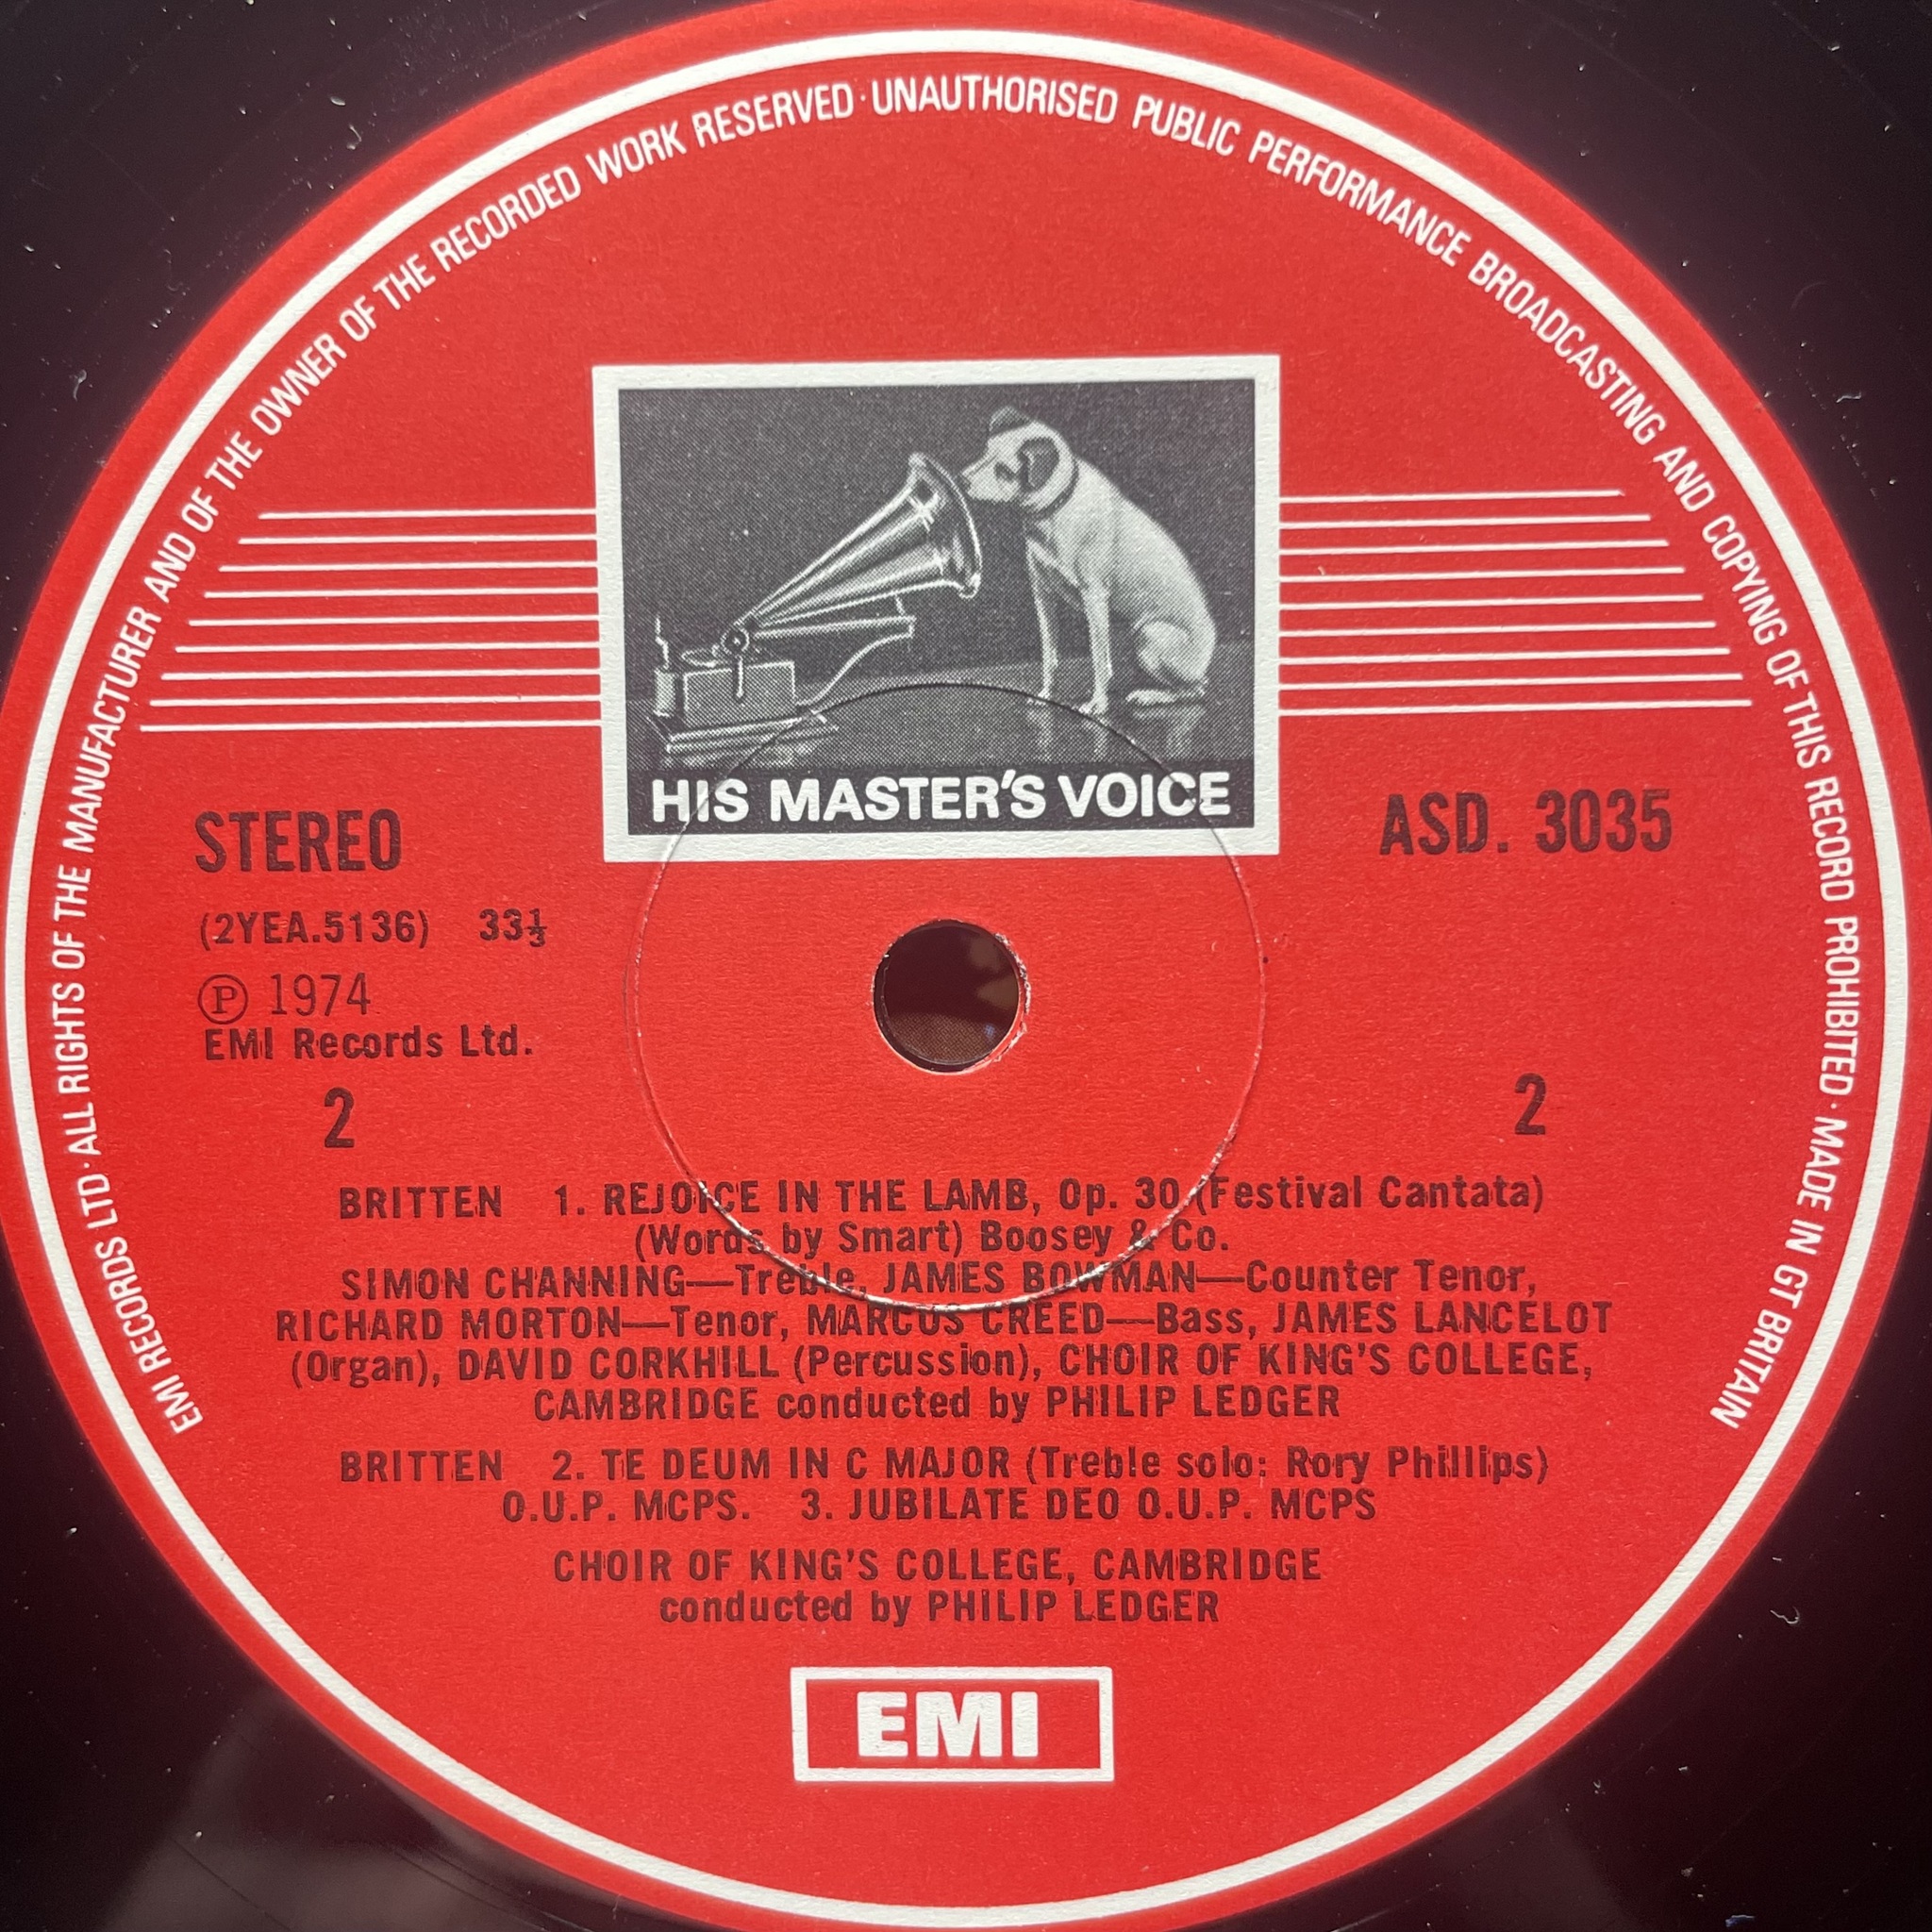 EMI RECORDS LTD · ALL RIGHTS OF THE MANUFACTURER AND OF THE OWNER OF THE RECORDED WORK RESERVED · UNAUTHORISED PUBLIC PERFORMANCE BROADCASTING AND COPYING OF THIS RECORD PROHIBITED · MADE IN GT BRITAIN
HIS MASTER'S VOICE
STEREO
ASD. 3035
(2YEA.5136) 33⅓
℗ 1974
EMI Records Ltd.
2 2
BRITTEN 1. REJOICE IN THE LAMB, Op. 30 (Festival Cantata)
(Words by Smart) Boosey & Co.
SIMON CHANNING—Treble, JAMES BOWMAN—Counter Tenor,
RICHARD MORTON—Tenor, MARCUS CREED—Bass, JAMES LANCELOT
(Organ), DAVID CORKHILL (Percussion), CHOIR OF KING'S COLLEGE,
CAMBRIDGE conducted by PHILIP LEDGER
BRITTEN 2. TE DEUM IN C MAJOR (Treble solo: Rory Phillips)
O.U.P. MCPS. 3. JUBILATE DEO O.U.P. MCPS
CHOIR OF KING'S COLLEGE, CAMBRIDGE
conducted by PHILIP LEDGER
EMI